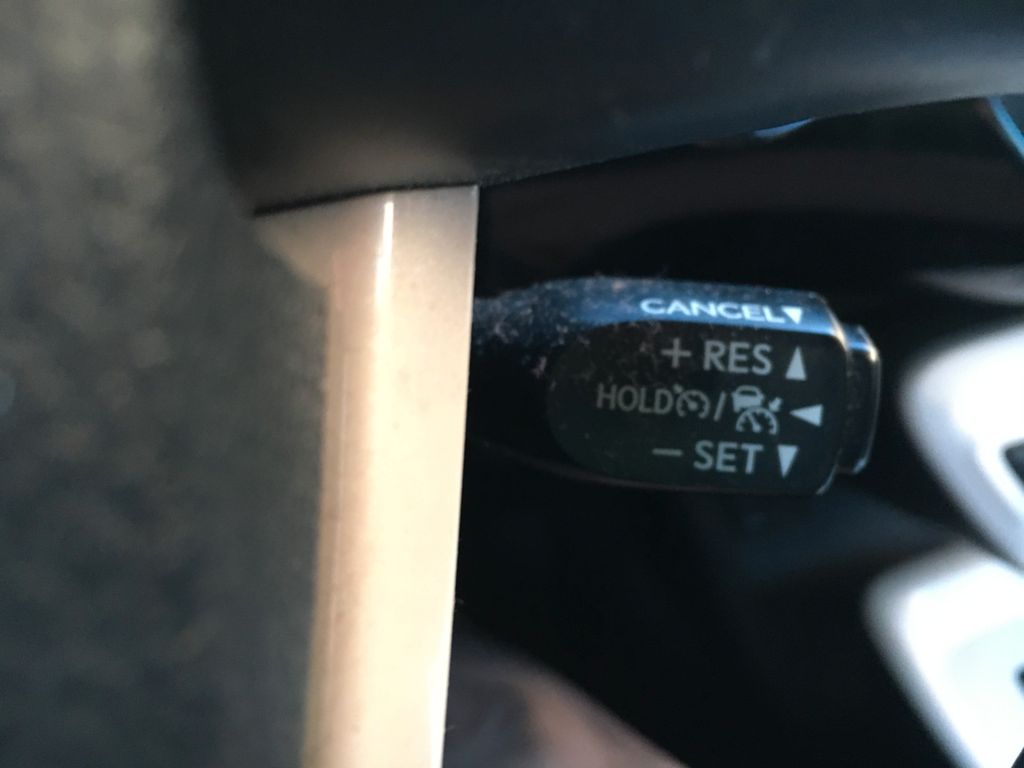 CANCEL▼
+ RES ▲
HOLD / ◀
− SET ▼